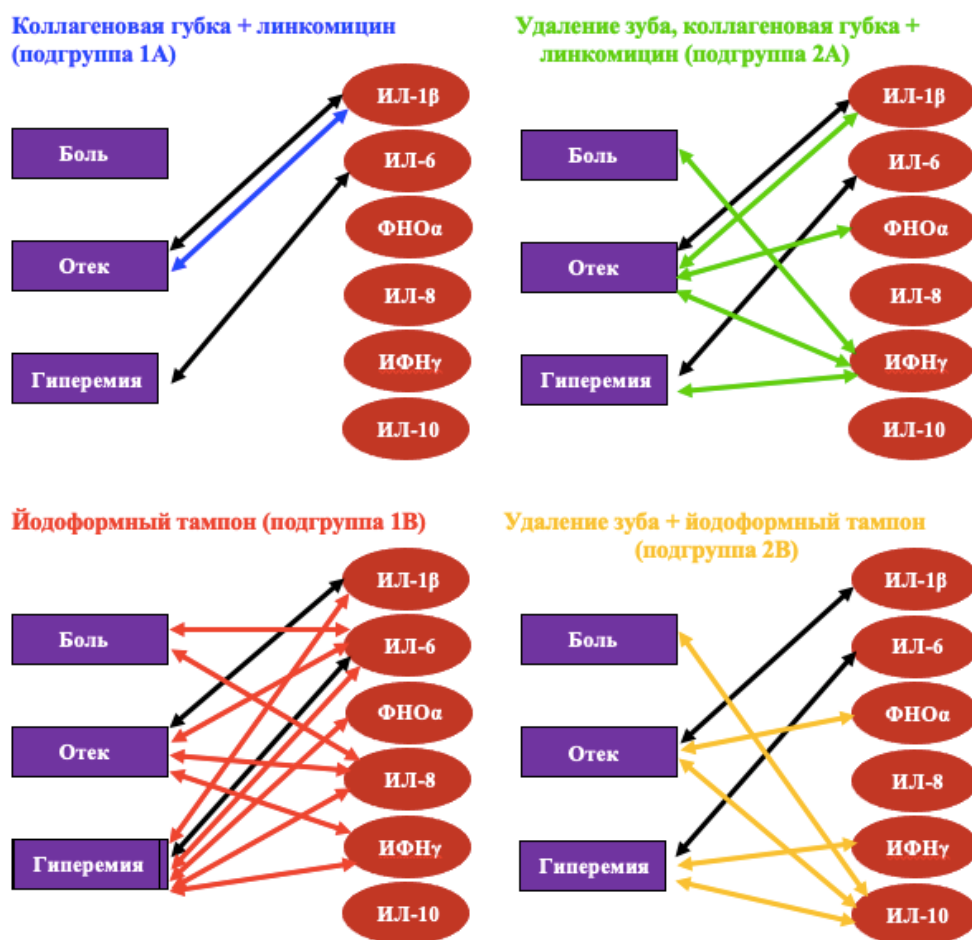 Коллагеновая губка + линкомицин
(подгруппа 1А)
ИЛ-1β
Боль
ИЛ-6
ФНОα
Отек
ИЛ-8
Гиперемия
ИФНγ
ИЛ-10
Удаление зуба, коллагеновая губка +
линкомицин (подгруппа 2А)
ИЛ-1β
Боль
ИЛ-6
ФНОα
Отек
ИЛ-8
Гиперемия
ИФНγ
ИЛ-10
Йодоформный тампон (подгруппа 1В)
ИЛ-1β
Боль
ИЛ-6
ФНОα
Отек
ИЛ-8
Гиперемия
ИФНγ
ИЛ-10
Удаление зуба + йодоформный тампон
(подгруппа 2В)
ИЛ-1β
Боль
ИЛ-6
ФНОα
Отек
ИЛ-8
Гиперемия
ИФНγ
ИЛ-10